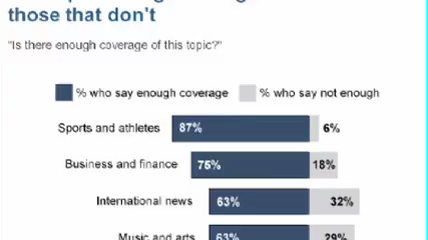 those that don't
"Is there enough coverage of this topic?"
% who say enough coverage % who say not enough
Sports and athletes 87% 6%
Business and finance 75% 18%
International news 63% 32%
Music and arts 63% 29%